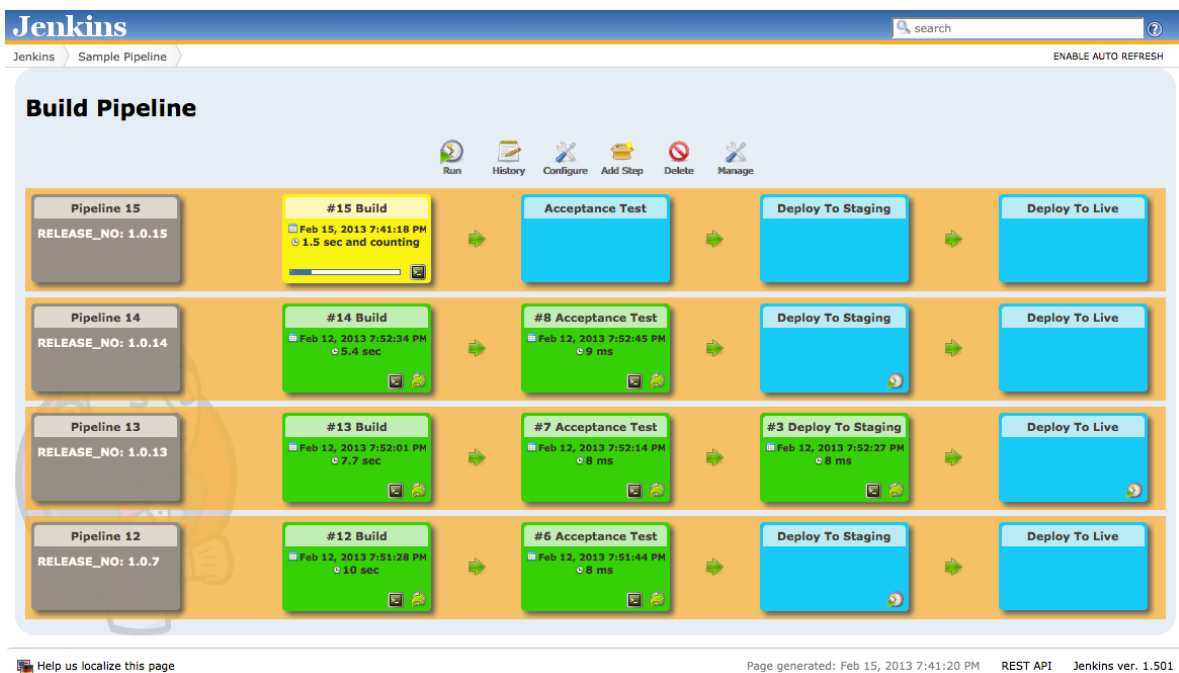 Jenkins
search
Jenkins Sample Pipeline ENABLE AUTO REFRESH
Build Pipeline
Run History Configure Add Step Delete Manage
Pipeline 15 #15 Build Acceptance Test Deploy To Staging Deploy To Live
RELEASE_NO: 1.0.15 Feb 15, 2013 7:41:18 PM
1.5 sec and counting
Pipeline 14 #14 Build #8 Acceptance Test Deploy To Staging Deploy To Live
RELEASE_NO: 1.0.14 Feb 12, 2013 7:52:34 PM Feb 12, 2013 7:52:45 PM
5.4 sec 9 ms
Pipeline 13 #13 Build #7 Acceptance Test #3 Deploy To Staging Deploy To Live
RELEASE_NO: 1.0.13 Feb 12, 2013 7:52:01 PM Feb 12, 2013 7:52:14 PM Feb 12, 2013 7:52:27 PM
7.7 sec 8 ms 8 ms
Pipeline 12 #12 Build #6 Acceptance Test Deploy To Staging Deploy To Live
RELEASE_NO: 1.0.7 Feb 12, 2013 7:51:28 PM Feb 12, 2013 7:51:44 PM
10 sec 8 ms
Help us localize this page Page generated: Feb 15, 2013 7:41:20 PM REST API Jenkins ver. 1.501